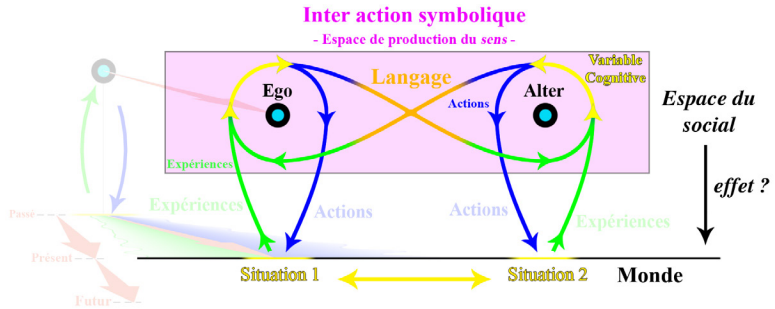 Inter action symbolique
- Espace de production du sens -
Variable
Cognitive
Langage
Ego
Alter
Actions
Espace du
social
Expériences
effet ?
Expériences
Actions
Actions
Expériences
Passé
Présent
Futur
Situation 1
Situation 2
Monde